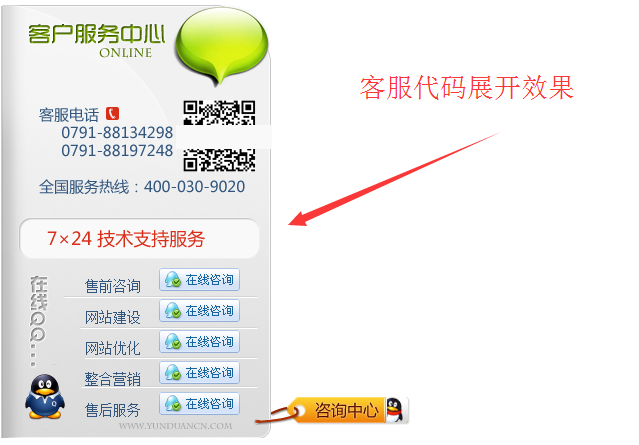 客户服务中心
ONLINE
客服代码展开效果
客服电话
0791-88134298
0791-88197248
全国服务热线：400-030-9020
7×24 技术支持服务
在线QQ...
售前咨询 在线咨询
网站建设 在线咨询
网站优化 在线咨询
整合营销 在线咨询
售后服务 在线咨询
WWW.YUNDUANCN.COM
咨询中心